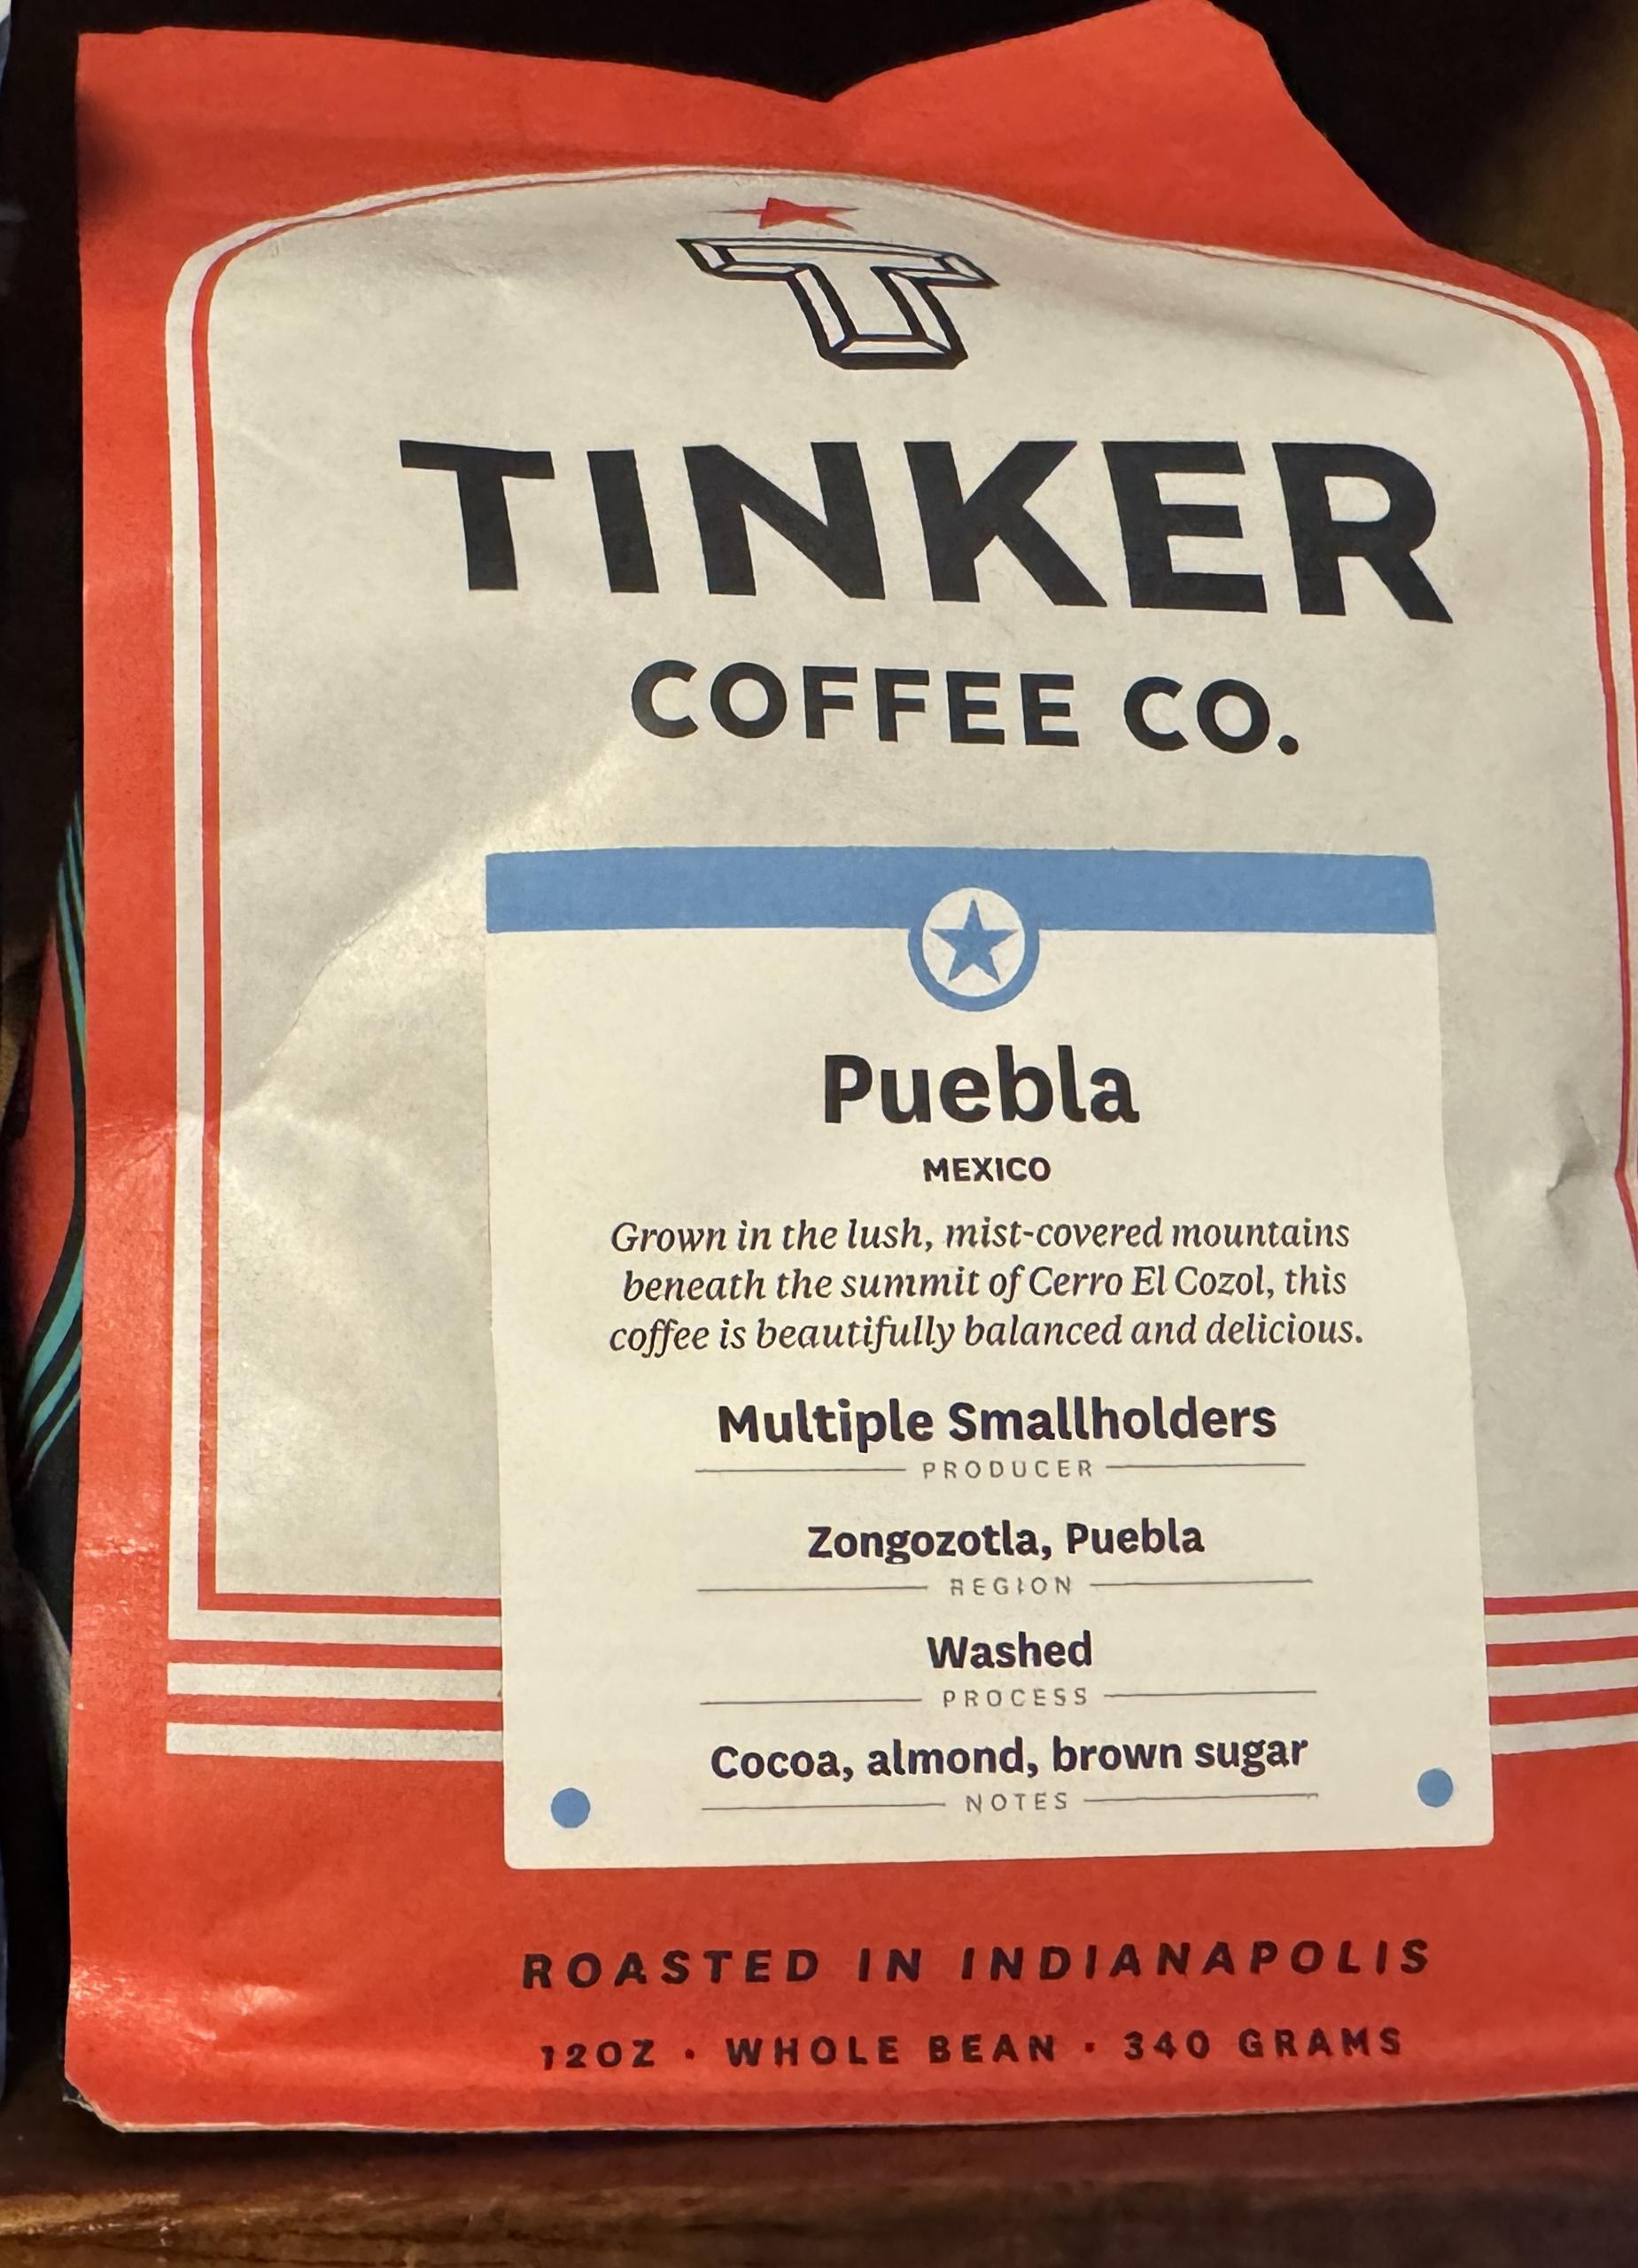 T
TINKER
COFFEE CO.
Puebla
MEXICO
Grown in the lush, mist-covered mountains
beneath the summit of Cerro El Cozol, this
coffee is beautifully balanced and delicious.
Multiple Smallholders
PRODUCER
Zongozotla, Puebla
REGION
Washed
PROCESS
Cocoa, almond, brown sugar
NOTES
ROASTED IN INDIANAPOLIS
12OZ · WHOLE BEAN · 340 GRAMS